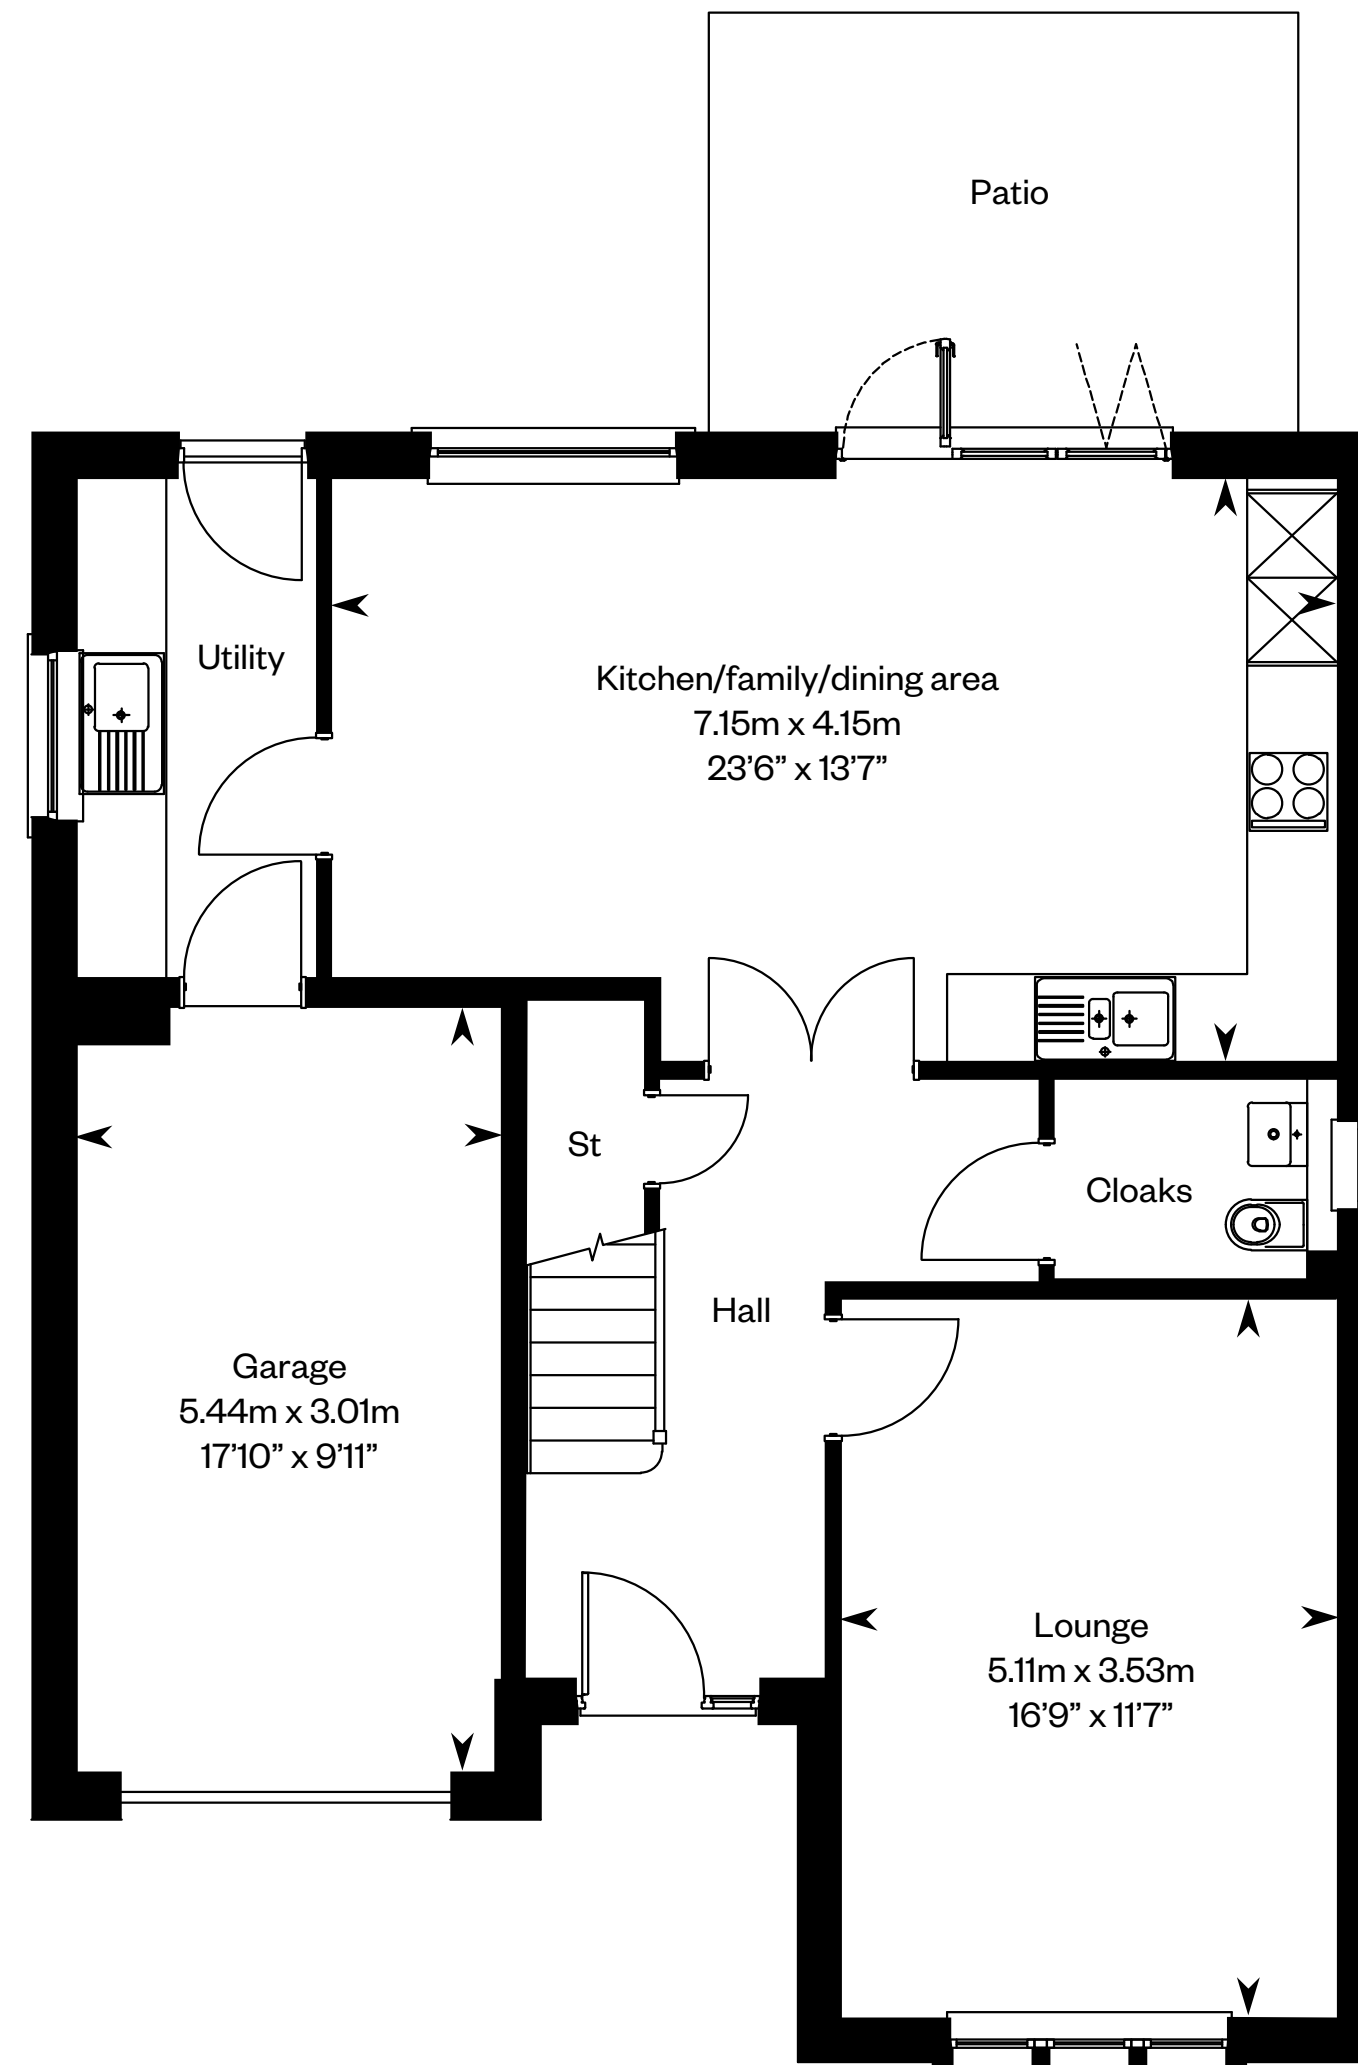 Patio
Utility
Kitchen/family/dining area
7.15m x 4.15m
23’6” x 13’7”
St
Cloaks
Hall
Garage
5.44m x 3.01m
17’10” x 9’11”
Lounge
5.11m x 3.53m
16’9” x 11’7”